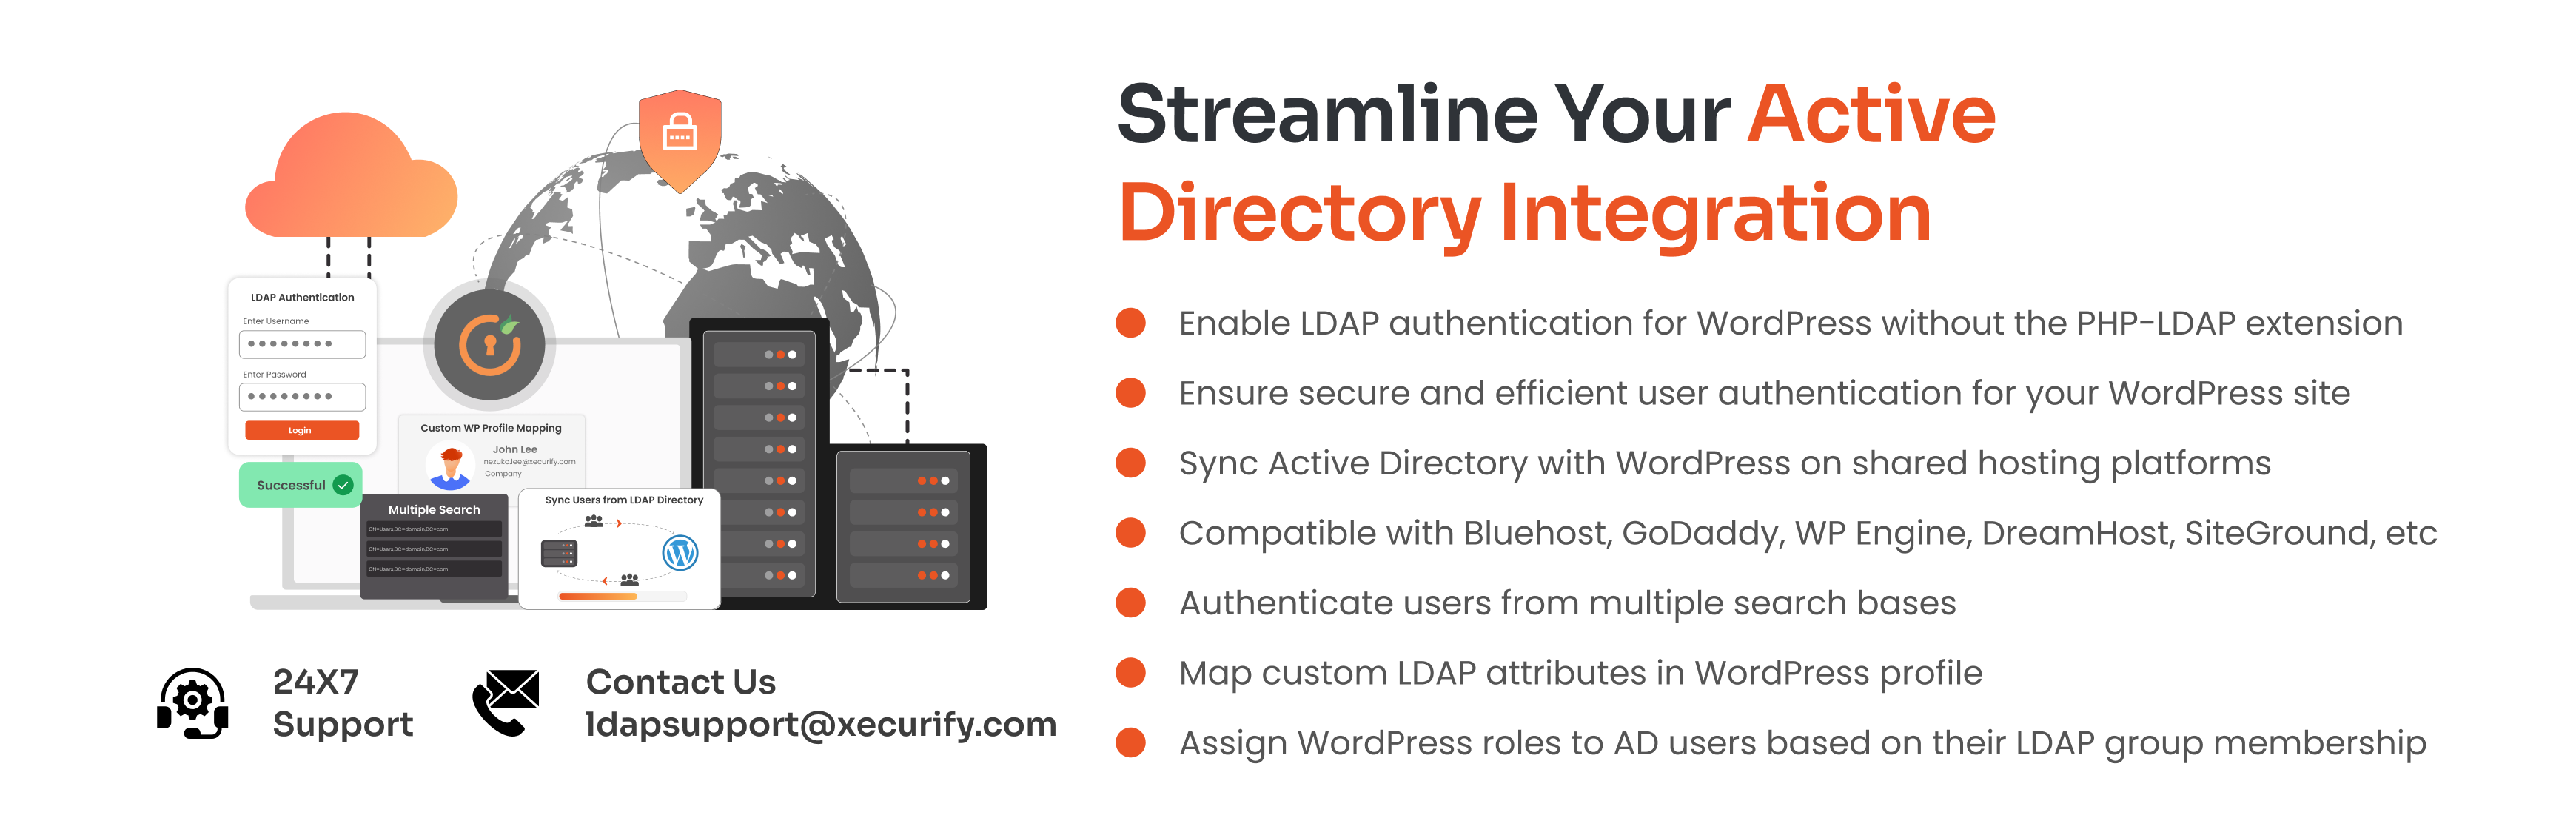 Streamline Your Active
Directory Integration
Enable LDAP authentication for WordPress without the PHP-LDAP extension
Ensure secure and efficient user authentication for your WordPress site
Sync Active Directory with WordPress on shared hosting platforms
Compatible with Bluehost, GoDaddy, WP Engine, DreamHost, SiteGround, etc
Authenticate users from multiple search bases
Map custom LDAP attributes in WordPress profile
Assign WordPress roles to AD users based on their LDAP group membership
LDAP Authentication
Enter Username
Enter Password
Login
Successful
Custom WP Profile Mapping
John Lee
nezuko.lee@xecurify.com
Company
Multiple Search
CN=Users,DC=domain,DC=com
CN=Users,DC=domain,DC=com
CN=Users,DC=domain,DC=com
Sync Users from LDAP Directory
24X7
Support
Contact Us
ldapsupport@xecurify.com